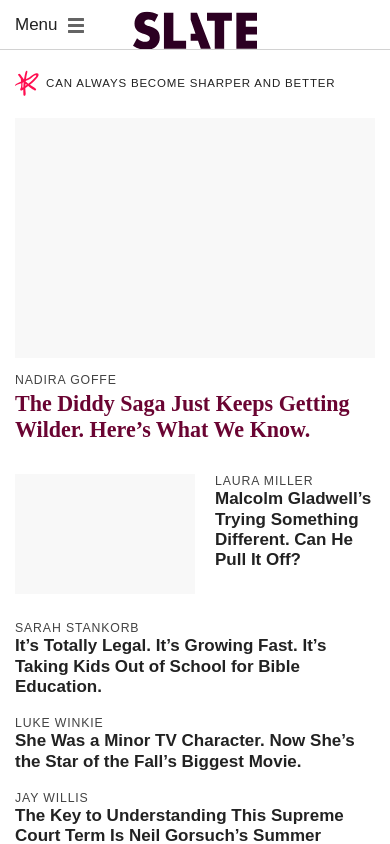 Menu
SLATE
CAN ALWAYS BECOME SHARPER AND BETTER
NADIRA GOFFE
The Diddy Saga Just Keeps Getting
Wilder. Here’s What We Know.
LAURA MILLER
Malcolm Gladwell’s
Trying Something
Different. Can He
Pull It Off?
SARAH STANKORB
It’s Totally Legal. It’s Growing Fast. It’s
Taking Kids Out of School for Bible
Education.
LUKE WINKIE
She Was a Minor TV Character. Now She’s
the Star of the Fall’s Biggest Movie.
JAY WILLIS
The Key to Understanding This Supreme
Court Term Is Neil Gorsuch’s Summer